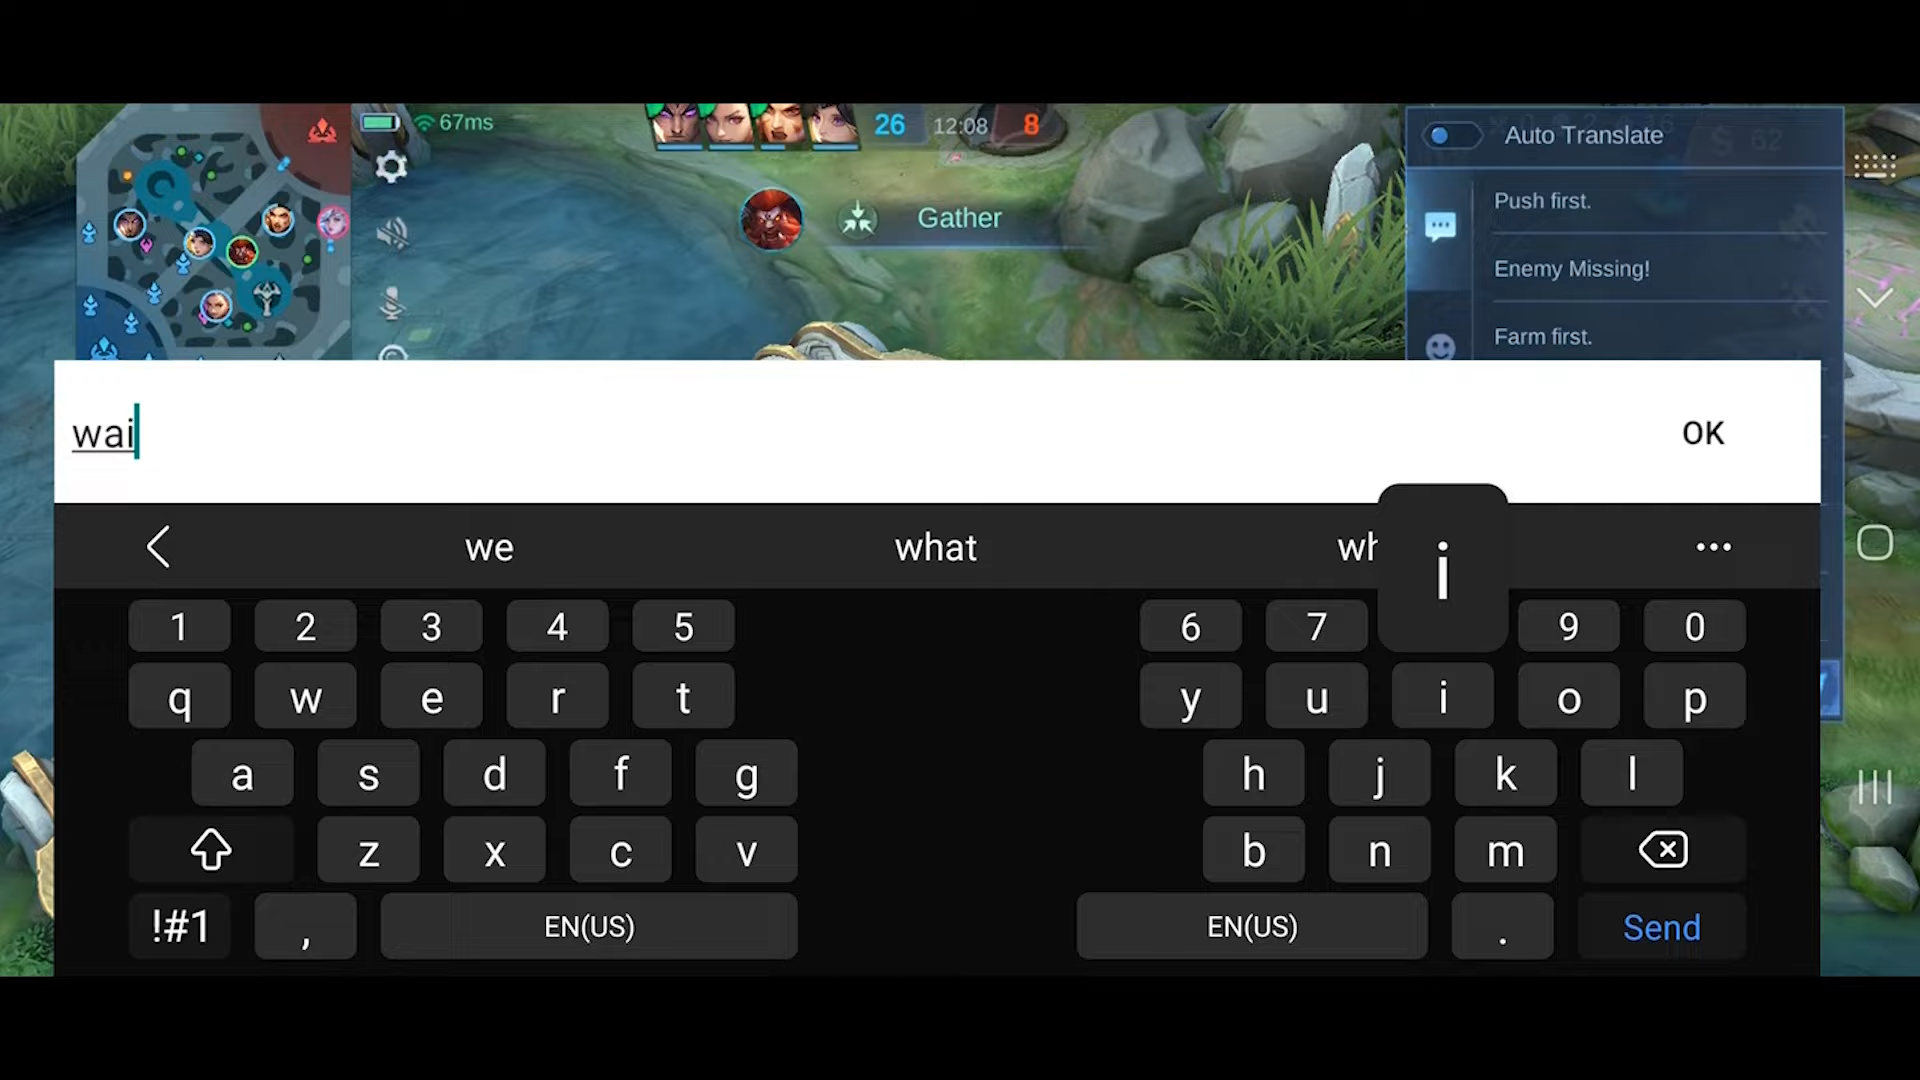 67ms
26 12:08 8
Auto Translate
Gather
Push first.
Enemy Missing!
Farm first.
wai
OK
we what wh
i
1 2 3 4 5 6 7 9 0
q w e r t y u i o p
a s d f g h j k l
z x c v b n m
!#1 , EN(US) EN(US) . Send